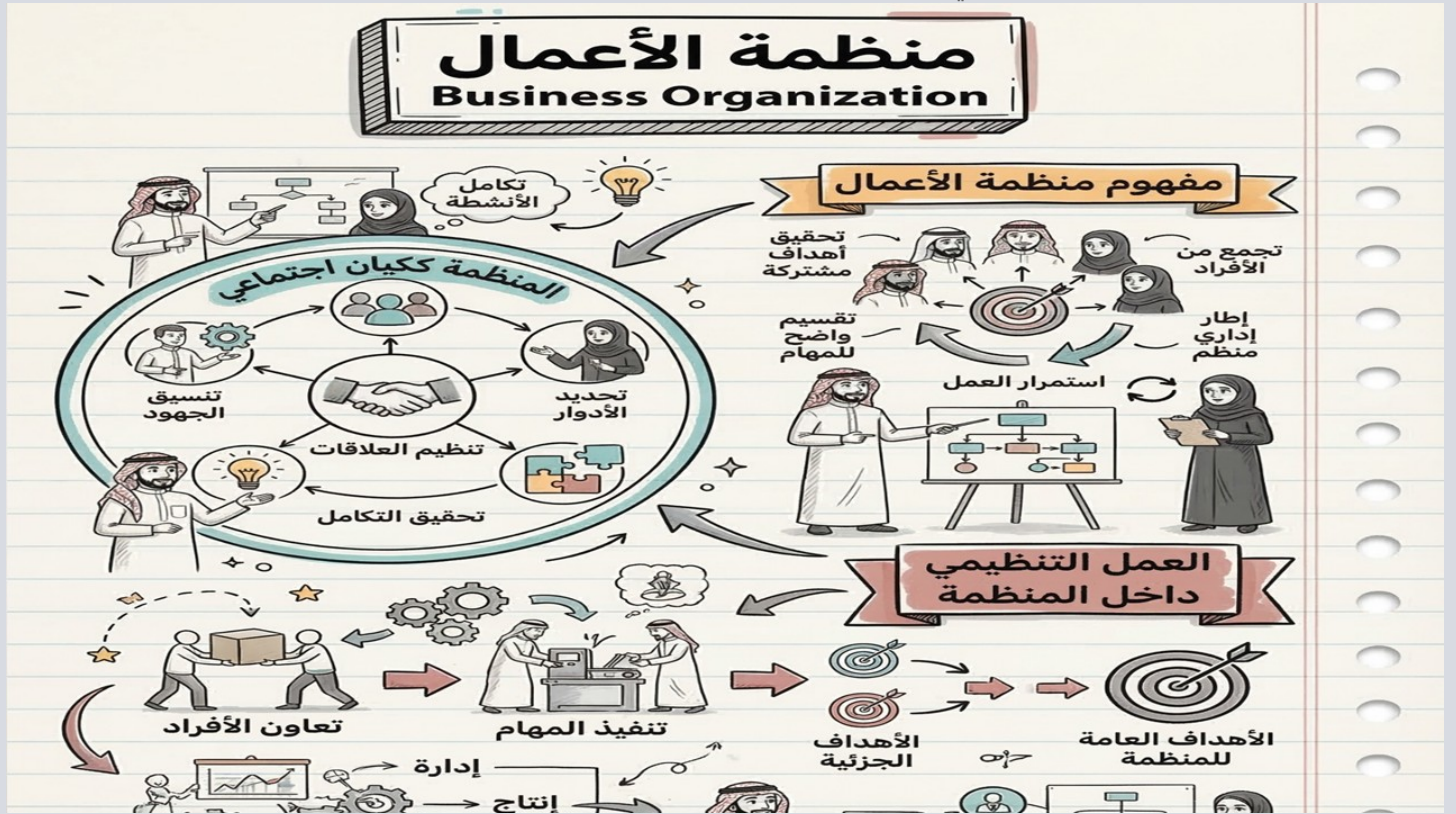 منظمة الأعمال
Business Organization
مفهوم منظمة الأعمال
تجمع من
الأفراد
تحقيق
أهداف
مشتركة
إطار
إداري
منظم
تقسيم
واضح
للمهام
استمرار العمل
تكامل
الأنشطة
المنظمة ككيان اجتماعي
تحديد
الأدوار
تنسيق
الجهود
تنظيم العلاقات
تحقيق التكامل
العمل التنظيمي
داخل المنظمة
تعاون الأفراد
تنفيذ المهام
الأهداف
الجزئية
الأهداف العامة
للمنظمة
إدارة
إنتاج